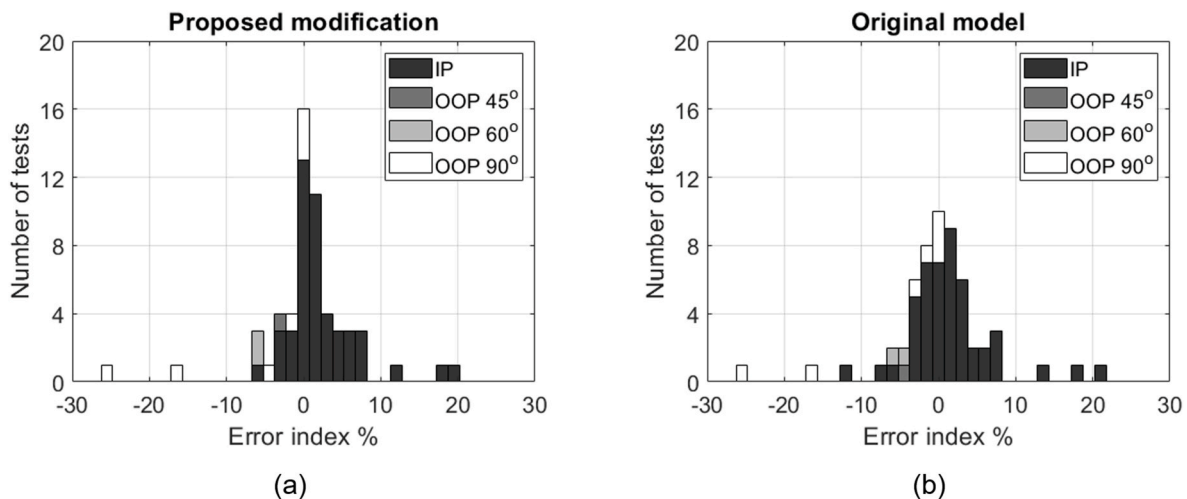 Proposed modification
20
16
12
8
4
0
Number of tests
IP
OOP 45°
OOP 60°
OOP 90°
-30 -20 -10 0 10 20 30
Error index %
(a)
Original model
20
16
12
8
4
0
Number of tests
IP
OOP 45°
OOP 60°
OOP 90°
-30 -20 -10 0 10 20 30
Error index %
(b)